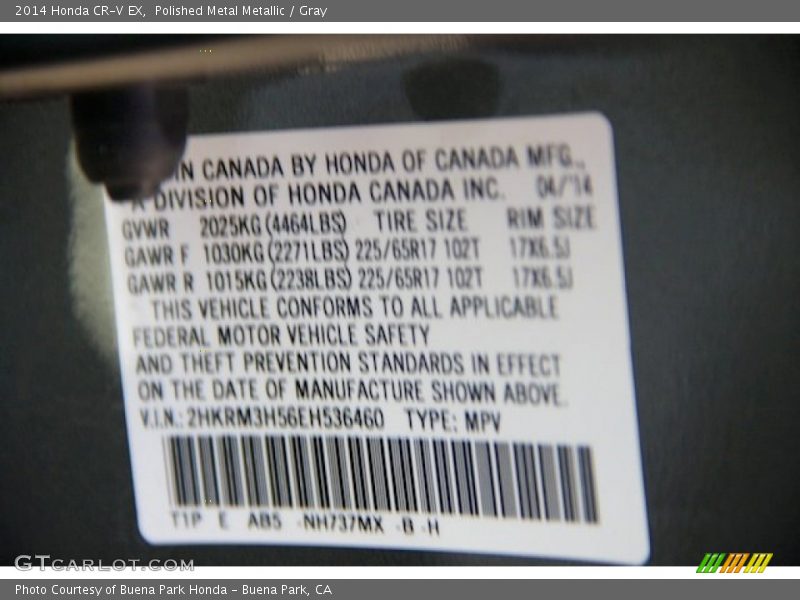 2014 Honda CR-V EX, Polished Metal Metallic / Gray
IN CANADA BY HONDA OF CANADA MFG.,
A DIVISION OF HONDA CANADA INC. 04/'14
GVWR 2025KG(4464LBS) TIRE SIZE RIM SIZE
GAWR F 1030KG(2271LBS) 225/65R17 102T 17X6.5J
GAWR R 1015KG(2238LBS) 225/65R17 102T 17X6.5J
THIS VEHICLE CONFORMS TO ALL APPLICABLE
FEDERAL MOTOR VEHICLE SAFETY
AND THEFT PREVENTION STANDARDS IN EFFECT
ON THE DATE OF MANUFACTURE SHOWN ABOVE.
V.I.N.: 2HKRM3H56EH536460 TYPE: MPV
T1P E AB5 -NH737MX -B -H
GTCARLOT.COM
Photo Courtesy of Buena Park Honda - Buena Park, CA